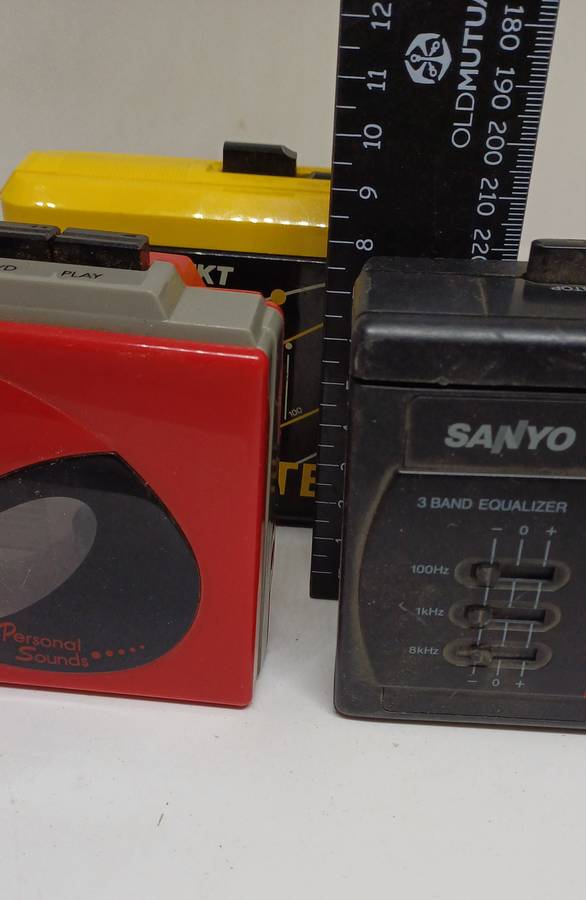 12
11
10
9
8
OLDMUTUA
180 190 200 210 220
KT
100
TE
PLAY
Personal
Sounds
SANYO
3 BAND EQUALIZER
- 0 +
100Hz
1kHz
8kHz
- 0 +